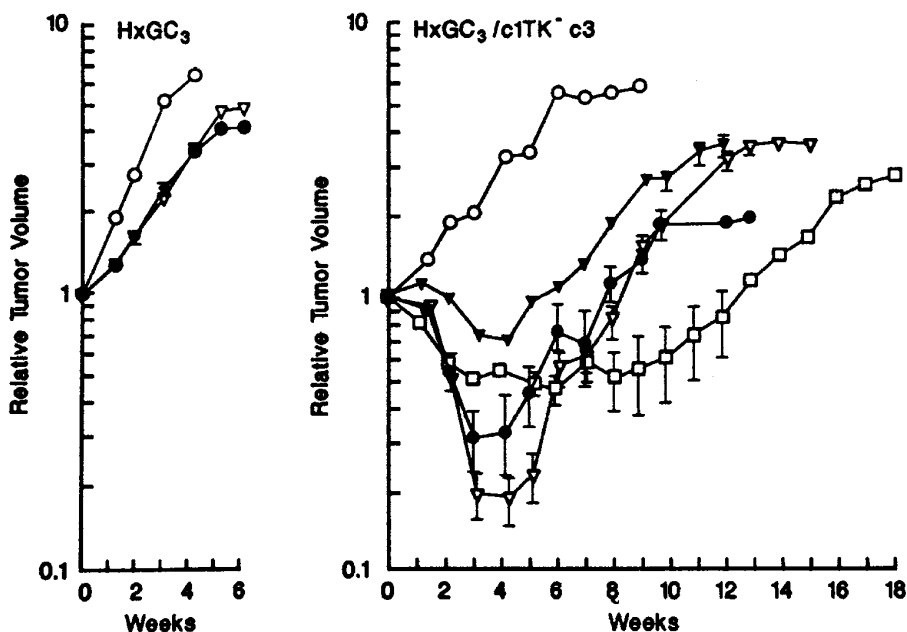 HxGC₃
HxGC₃/c1TK⁻ c3
Relative Tumor Volume
10
1
0.1
0 2 4 6
Weeks
Relative Tumor Volume
10
1
0.1
0 2 4 6 8 10 12 14 16 18
Weeks